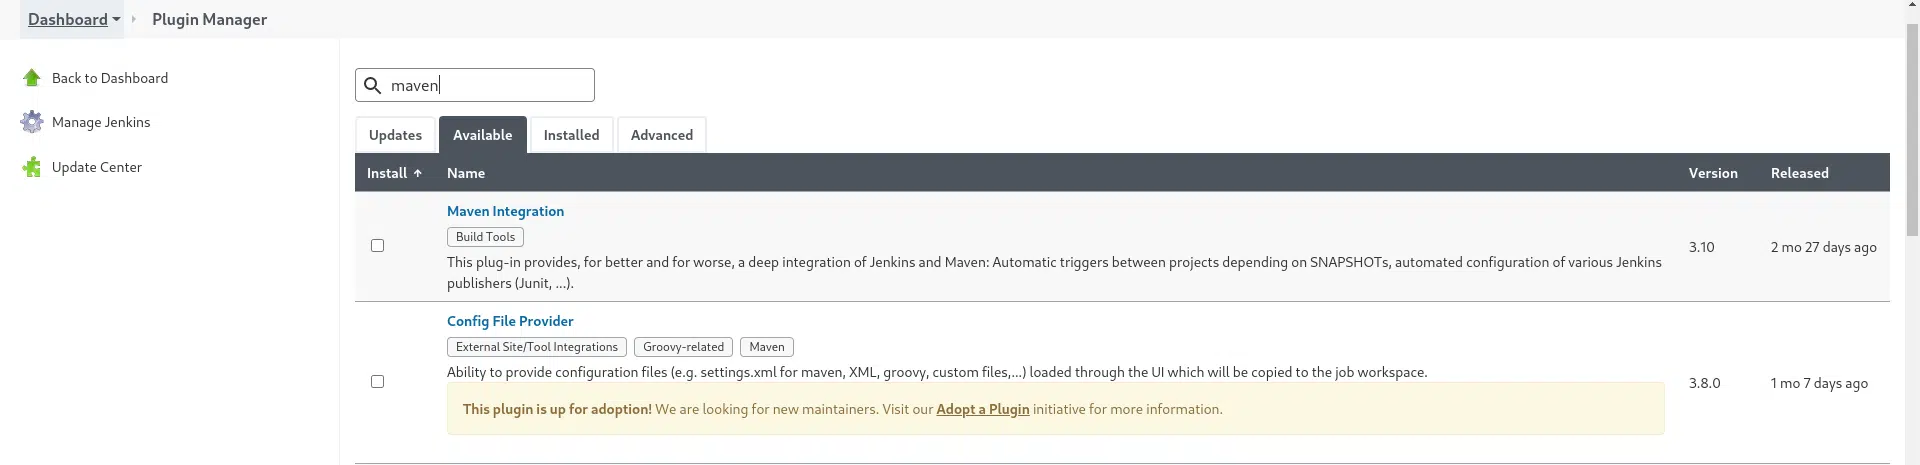 Dashboard Plugin Manager
Back to Dashboard
Manage Jenkins
Update Center
maven
Updates Available Installed Advanced
Install ↑ Name Version Released
Maven Integration
Build Tools
This plug-in provides, for better and for worse, a deep integration of Jenkins and Maven: Automatic triggers between projects depending on SNAPSHOTs, automated configuration of various Jenkins
publishers (Junit, ...).
3.10 2 mo 27 days ago
Config File Provider
External Site/Tool Integrations Groovy-related Maven
Ability to provide configuration files (e.g. settings.xml for maven, XML, groovy, custom files,...) loaded through the UI which will be copied to the job workspace.
This plugin is up for adoption! We are looking for new maintainers. Visit our Adopt a Plugin initiative for more information.
3.8.0 1 mo 7 days ago